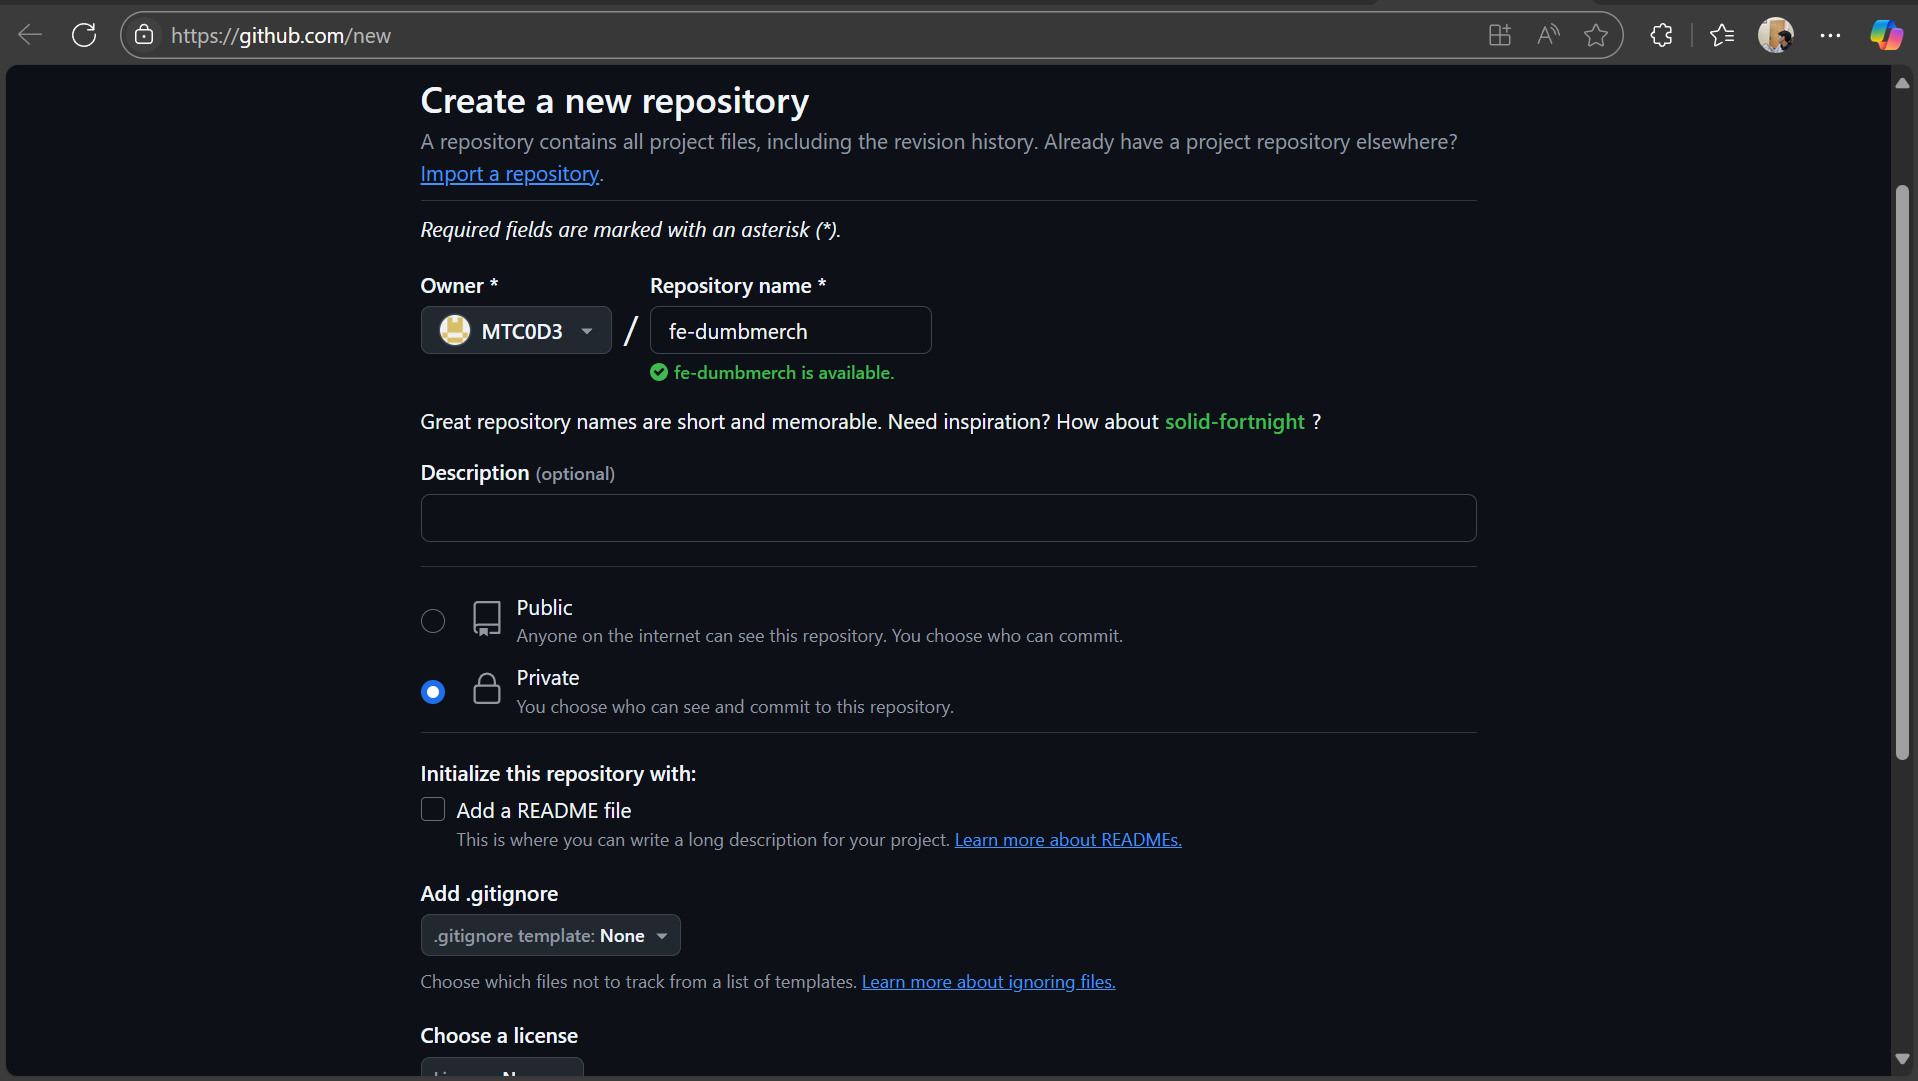 https://github.com/new
Create a new repository
A repository contains all project files, including the revision history. Already have a project repository elsewhere?
Import a repository.
Required fields are marked with an asterisk (*).
Owner *
Repository name *
MTC0D3
/
fe-dumbmerch
fe-dumbmerch is available.
Great repository names are short and memorable. Need inspiration? How about solid-fortnight ?
Description (optional)
Public
Anyone on the internet can see this repository. You choose who can commit.
Private
You choose who can see and commit to this repository.
Initialize this repository with:
Add a README file
This is where you can write a long description for your project. Learn more about READMEs.
Add .gitignore
.gitignore template: None
Choose which files not to track from a list of templates. Learn more about ignoring files.
Choose a license